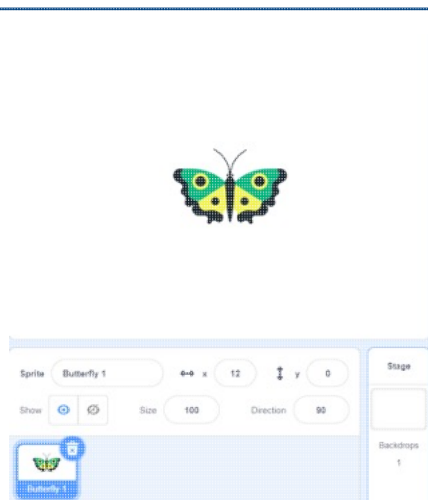 Sprite Butterfly 1 x 12 y 0
Show Size 100 Direction 90
Stage
Backdrops
1
Butterfly 1